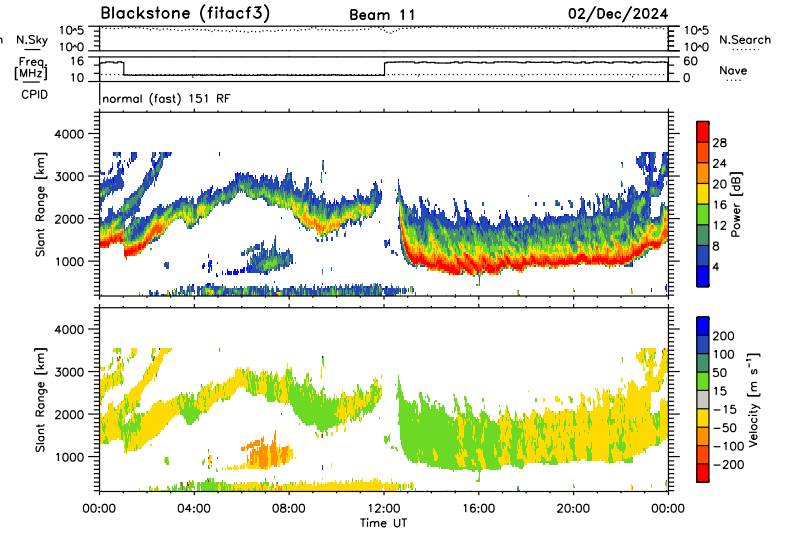 Blackstone (fitacf3) Beam 11 02/Dec/2024
n N.Sky 10^5 10^5 N.Search
10^0 10^0
Freq. 16 60 Nave
[MHz] 10 0
CPID normal (fast) 151 RF
4000
3000
2000
1000
Slant Range [km]
28
24
20
16
12
8
4
Power [dB]
4000
3000
2000
1000
Slant Range [km]
200
100
50
15
-15
-50
-100
-200
Velocity [m s⁻¹]
00:00 04:00 08:00 12:00 16:00 20:00 00:00
Time UT